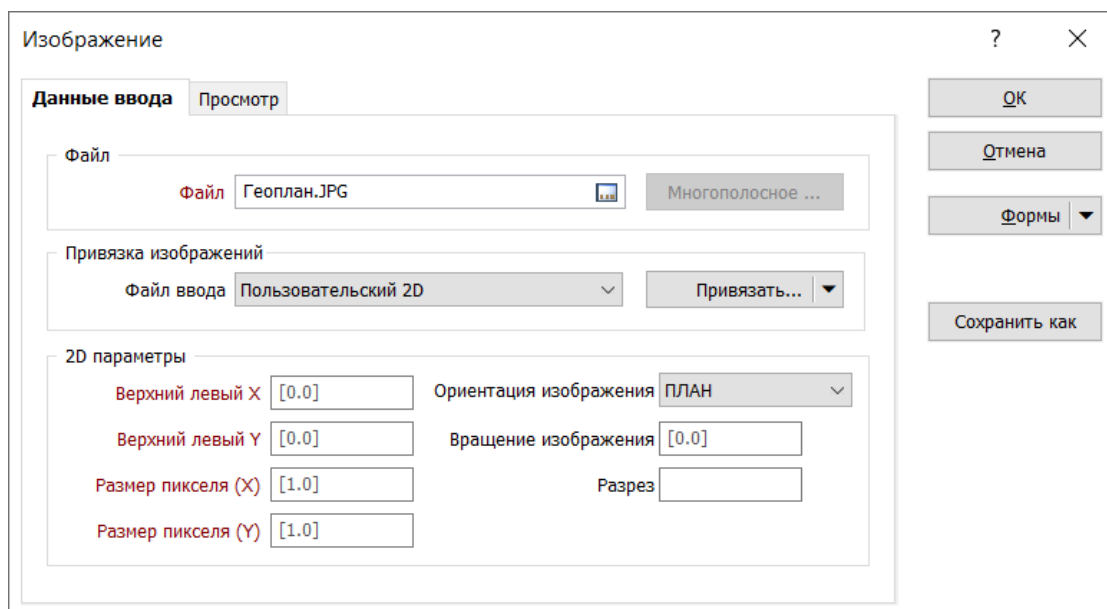 Изображение
?
Данные ввода
Просмотр
OK
Отмена
Формы
Сохранить как
Файл
Файл Геоплан.JPG
Многополосное ...
Привязка изображений
Файл ввода Пользовательский 2D
Привязать...
2D параметры
Верхний левый X [0.0]
Ориентация изображения ПЛАН
Верхний левый Y [0.0]
Вращение изображения [0.0]
Размер пикселя (X) [1.0]
Разрез
Размер пикселя (Y) [1.0]